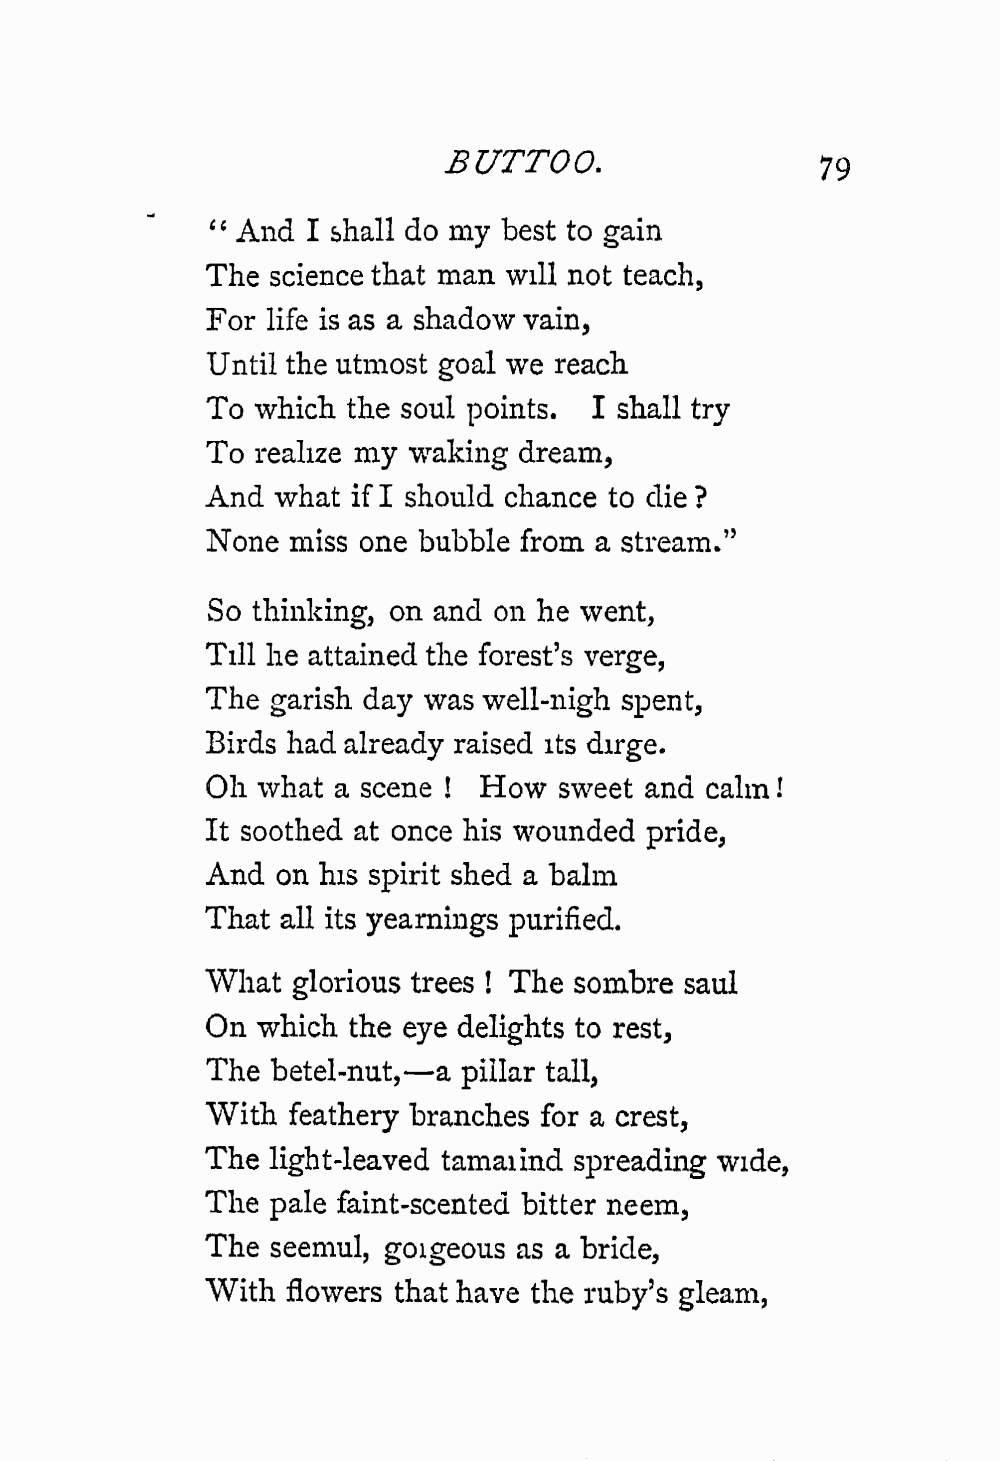 BUTTOO. 79
“And I shall do my best to gain
The science that man will not teach,
For life is as a shadow vain,
Until the utmost goal we reach
To which the soul points. I shall try
To realize my waking dream,
And what if I should chance to die?
None miss one bubble from a stream.”
So thinking, on and on he went,
Till he attained the forest’s verge,
The garish day was well-nigh spent,
Birds had already raised its dirge.
Oh what a scene! How sweet and calm!
It soothed at once his wounded pride,
And on his spirit shed a balm
That all its yearnings purified.
What glorious trees! The sombre saul
On which the eye delights to rest,
The betel-nut,—a pillar tall,
With feathery branches for a crest,
The light-leaved tamarind spreading wide,
The pale faint-scented bitter neem,
The seemul, gorgeous as a bride,
With flowers that have the ruby’s gleam,